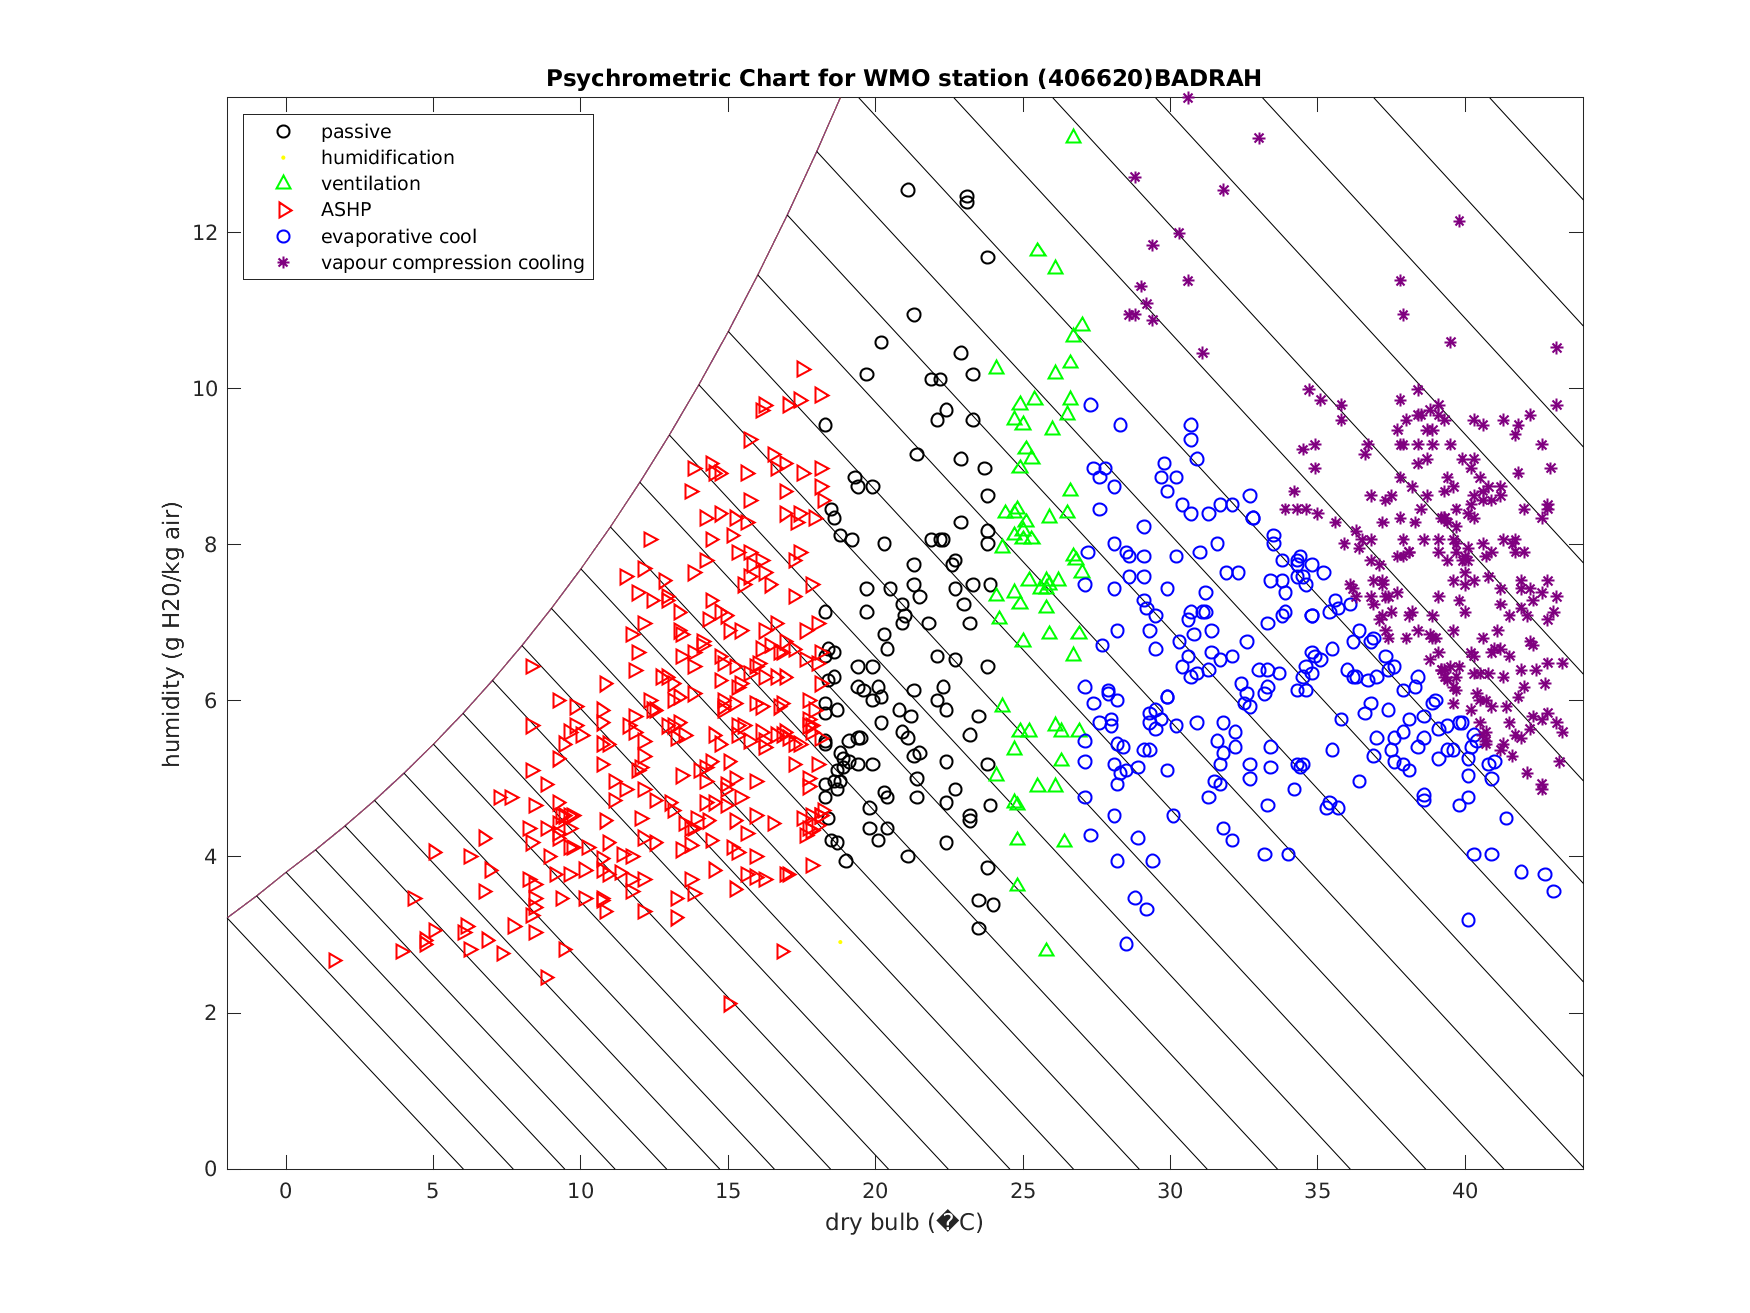 Psychrometric Chart for WMO station (406620)BADRAH
passive
humidification
ventilation
ASHP
evaporative cool
vapour compression cooling
humidity (g H20/kg air)
12
10
8
6
4
2
0
0 5 10 15 20 25 30 35 40
dry bulb (�C)